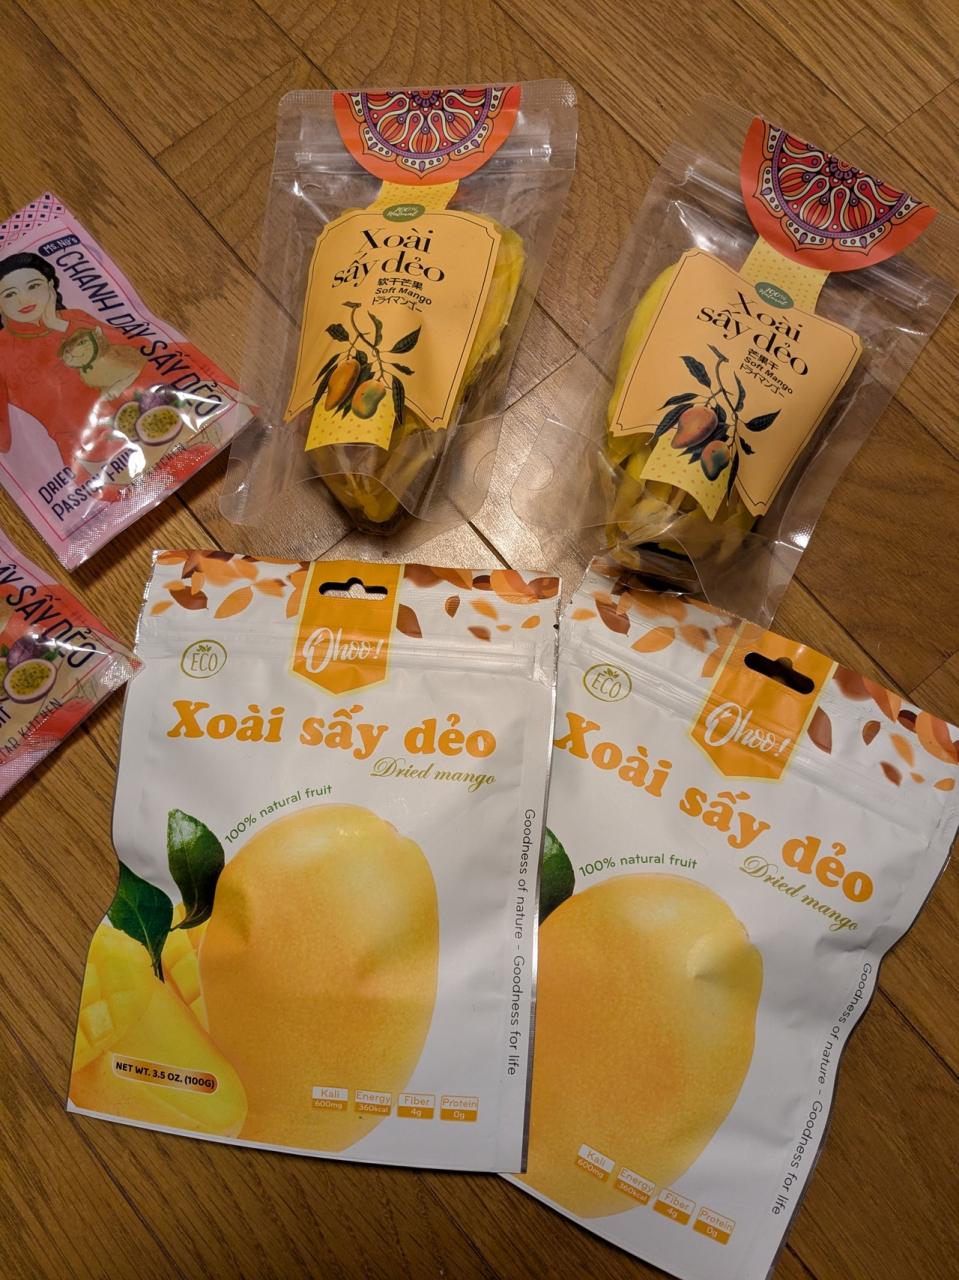 100%
Natural
Xoài
sấy dẻo
软干芒果
Soft Mango
ドライマンゴー
100%
Natural
Xoài
sấy dẻo
芒果干
Soft Mango
ドライマンゴー
MS. NGỌ'S
CHANH DÂY SẤY DẺO
DRIED
PASSION FRUIT
SẤY DẺO
KITCHEN
ECO
Ohoo!
Xoài sấy dẻo
Dried mango
100% natural fruit
Goodness of nature - Goodness for life
NET WT. 3.5 OZ. (100G)
Kali
600mg
Energy
360kcal
Fiber
4g
Protein
0g
ECO
Ohoo!
Xoài sấy dẻo
Dried mango
100% natural fruit
Goodness of nature - Goodness for life
Kali
600mg
Energy
360kcal
Fiber
4g
Protein
0g